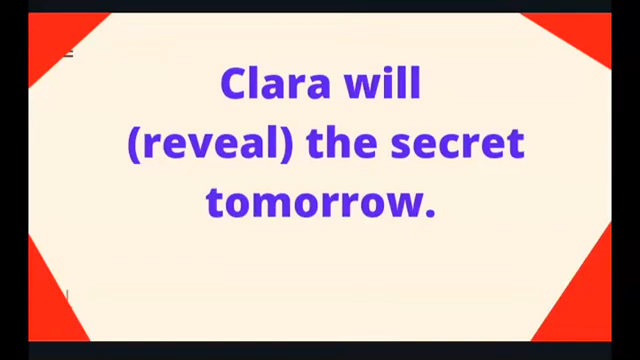 Clara will
(reveal) the secret
tomorrow.